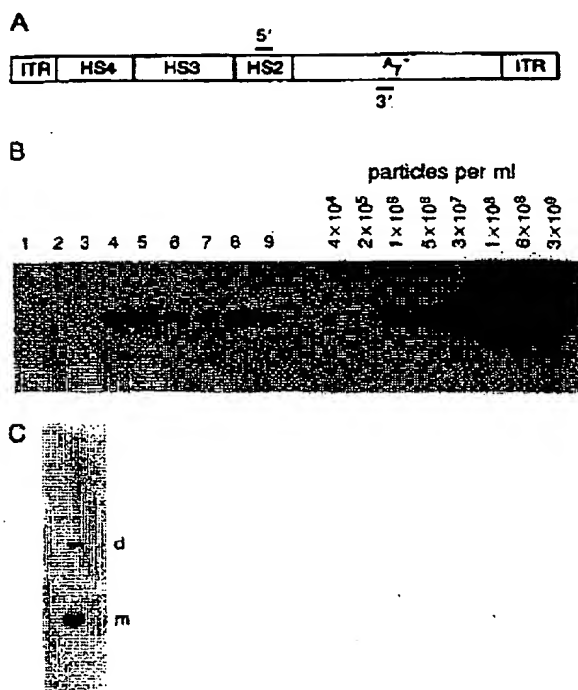 A
5'
ITR HS4 HS3 HS2 Aγ* ITR
3'
B
particles per ml
1 2 3 4 5 6 7 8 9 4×10⁴ 2×10⁵ 1×10⁶ 5×10⁶ 3×10⁷ 1×10⁸ 6×10⁸ 3×10⁹
C
d
m